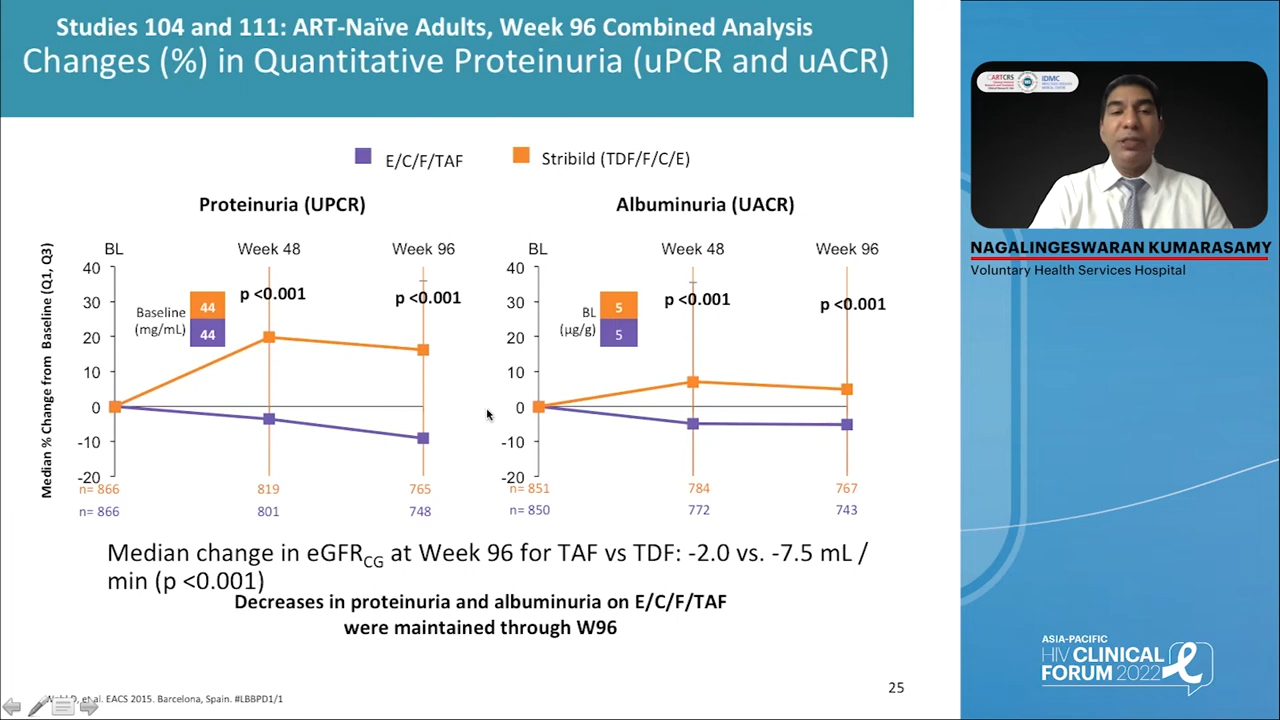 Studies 104 and 111: ART-Naïve Adults, Week 96 Combined Analysis
Changes (%) in Quantitative Proteinuria (uPCR and uACR)
E/C/F/TAF
Stribild (TDF/F/C/E)
Proteinuria (UPCR)
Albuminuria (UACR)
Median % Change from Baseline (Q1, Q3)
BL
Week 48
Week 96
40
30
20
10
0
-10
-20
Baseline
(mg/mL)
44
44
p <0.001
p <0.001
n= 866
819
765
n= 866
801
748
BL
Week 48
Week 96
40
30
20
10
0
-10
-20
BL
(µg/g)
5
5
p <0.001
p <0.001
n= 851
784
767
n= 850
772
743
Median change in eGFRCG at Week 96 for TAF vs TDF: -2.0 vs. -7.5 mL /
min (p <0.001)
Decreases in proteinuria and albuminuria on E/C/F/TAF
were maintained through W96
et al. EACS 2015. Barcelona, Spain. #LBBPD1/1
25
CARTCRS
IDMC
NAGALINGESWARAN KUMARASAMY
Voluntary Health Services Hospital
ASIA-PACIFIC
HIV CLINICAL
FORUM 2022